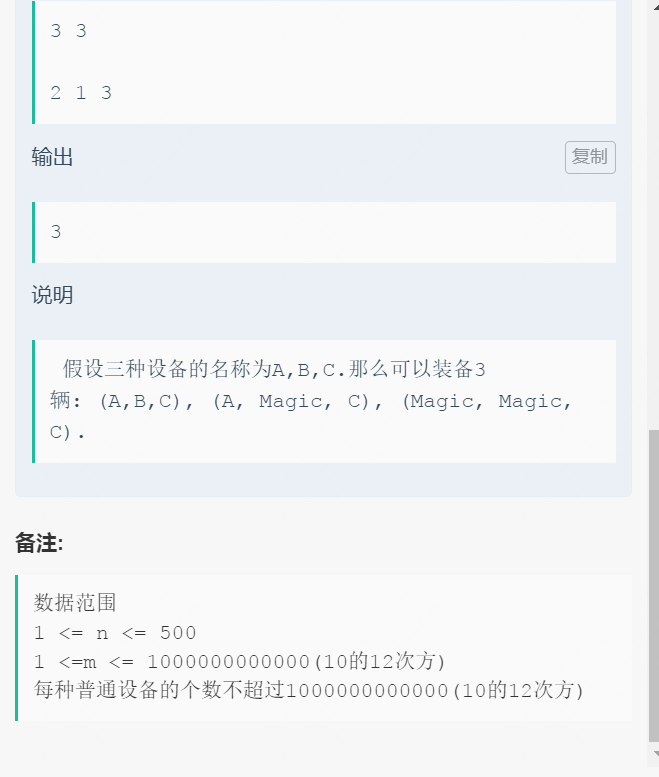 3 3
2 1 3
输出
复制
3
说明
假设三种设备的名称为A,B,C.那么可以装备3
辆: (A,B,C), (A, Magic, C), (Magic, Magic,
C).
备注:
数据范围
1 <= n <= 500
1 <=m <= 1000000000000(10的12次方)
每种普通设备的个数不超过1000000000000(10的12次方)